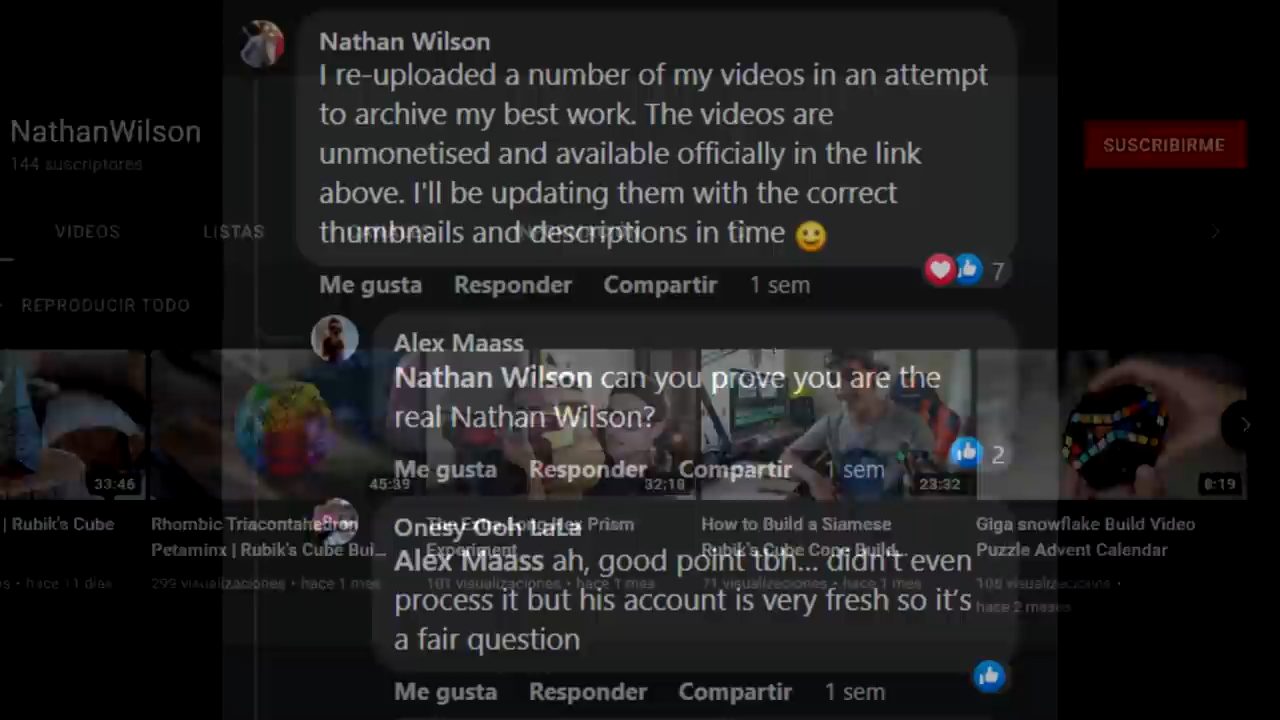 Nathan Wilson
I re-uploaded a number of my videos in an attempt
to archive my best work. The videos are
unmonetised and available officially in the link
above. I'll be updating them with the correct
thumbnails and descriptions in time
Me gusta Responder Compartir 1 sem
7
Alex Maass
Nathan Wilson can you prove you are the
real Nathan Wilson?
Me gusta Responder Compartir 1 sem
2
Onesy Ooh LaLa
Alex Maass ah, good point tbh... didn't even
process it but his account is very fresh so it's
a fair question
Me gusta Responder Compartir 1 sem
NathanWilson
144 suscriptores
SUSCRIBIRME
VIDEOS LISTAS
REPRODUCIR TODO
33:46
45:39
32:18
23:32
8:19
| Rubik's Cube
hace 11 días
Rhombic Triacontahedron
Petaminx | Rubik's Cube Bui...
299 visualizaciones • hace 1 mes
Prism
Experiment
101 visualizaciones • hace 1 mes
How to Build a Siamese
Rubik's Cube Cope Build...
71 visualizaciones • hace 1 mes
Giga snowflake Build Video
Puzzle Advent Calendar
108 visualizaciones •
hace 2 meses